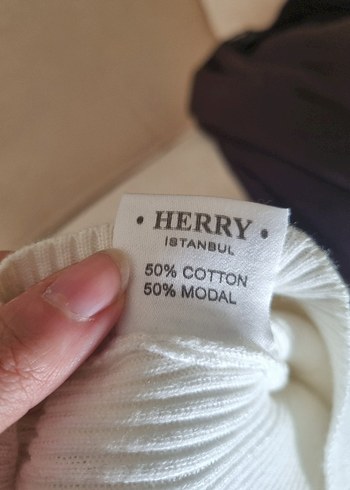 • HERRY •
ISTANBUL
50% COTTON
50% MODAL